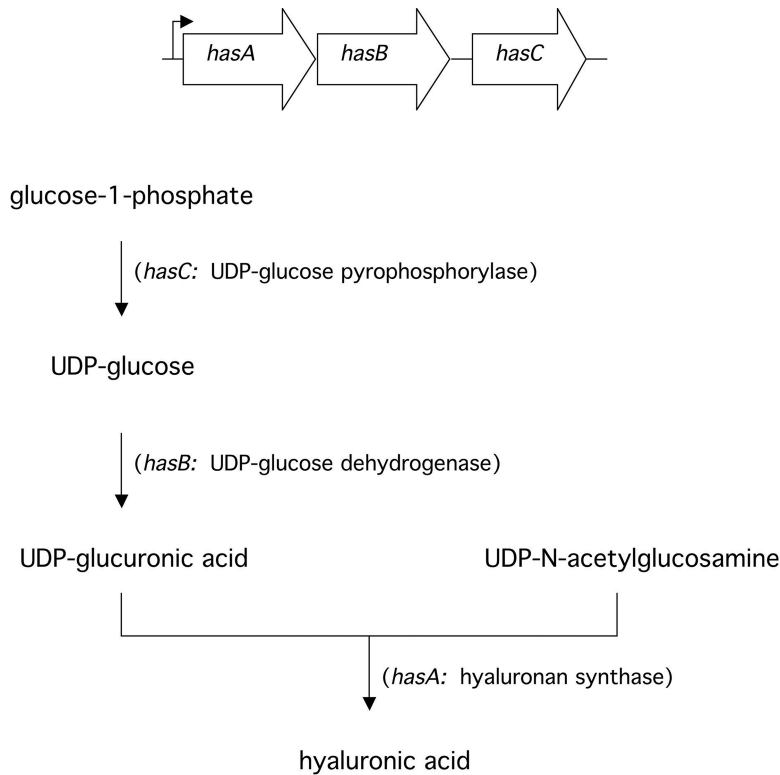 hasA hasB hasC
glucose-1-phosphate
(hasC: UDP-glucose pyrophosphorylase)
UDP-glucose
(hasB: UDP-glucose dehydrogenase)
UDP-glucuronic acid UDP-N-acetylglucosamine
(hasA: hyaluronan synthase)
hyaluronic acid